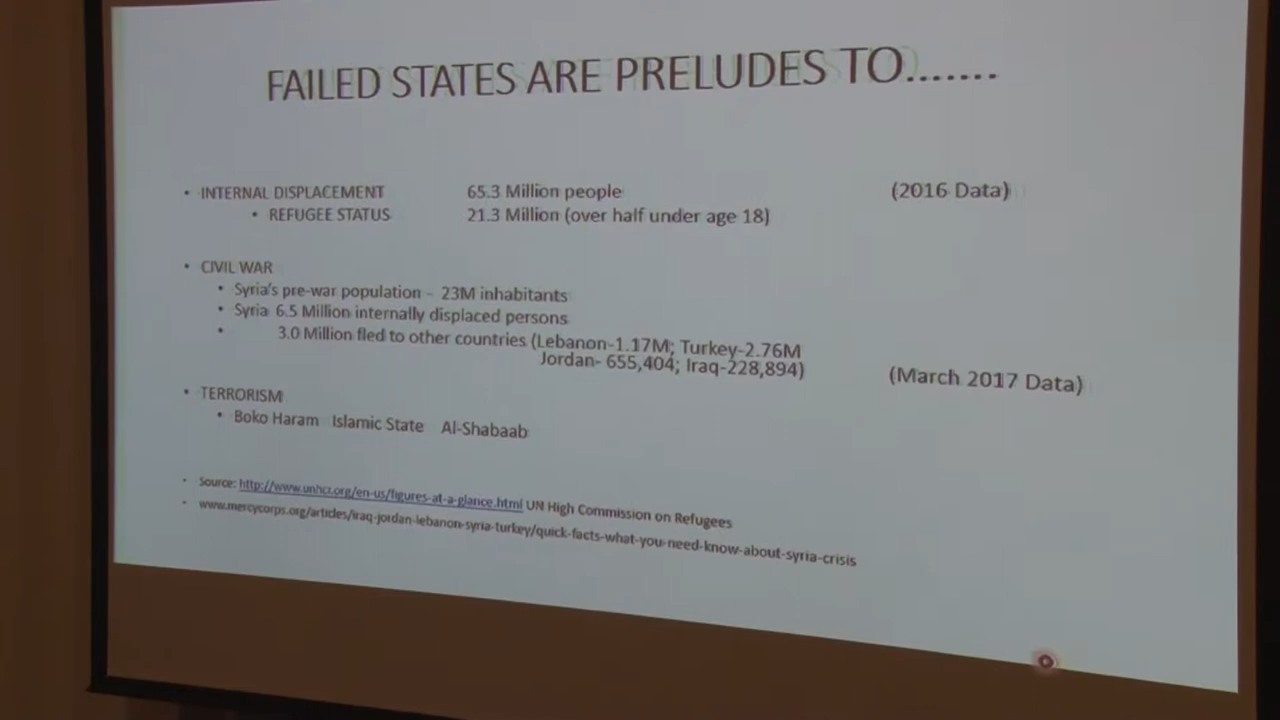 FAILED STATES ARE PRELUDES TO.......
• INTERNAL DISPLACEMENT 65.3 Million people (2016 Data)
• REFUGEE STATUS 21.3 Million (over half under age 18)
• CIVIL WAR
• Syria's pre-war population – 23M inhabitants
• Syria 6.5 Million internally displaced persons
• 3.0 Million fled to other countries (Lebanon-1.17M; Turkey-2.76M
Jordan- 655,404; Iraq-228,894) (March 2017 Data)
• TERRORISM
• Boko Haram Islamic State Al-Shabaab
• Source: http://www.unhcr.org/en-us/figures-at-a-glance.html UN High Commission on Refugees
• www.mercycorps.org/articles/iraq-jordan-lebanon-syria-turkey/quick-facts-what-you-need-know-about-syria-crisis